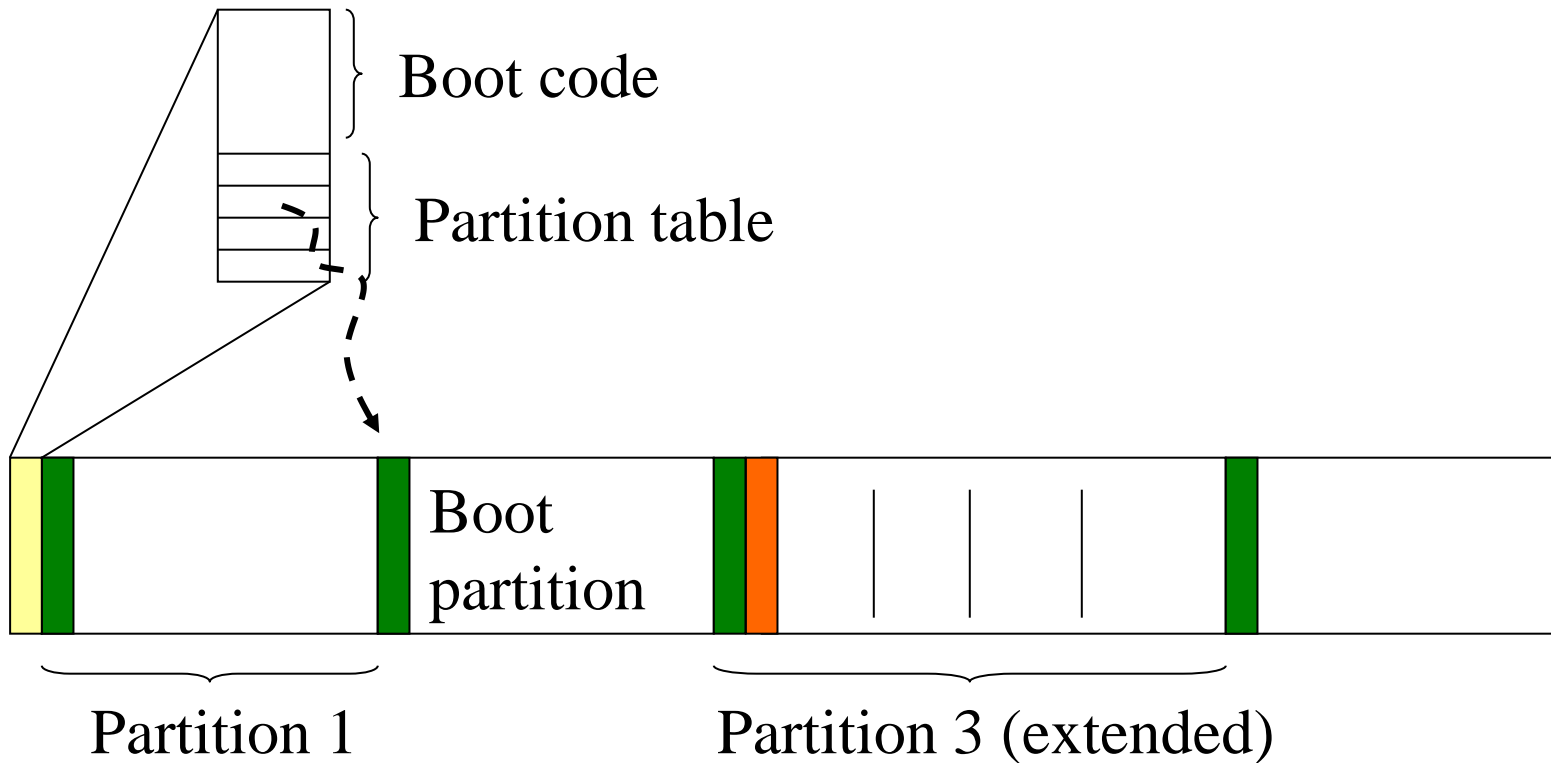 Boot code
Partition table
Boot
partition
Partition 1
Partition 3 (extended)